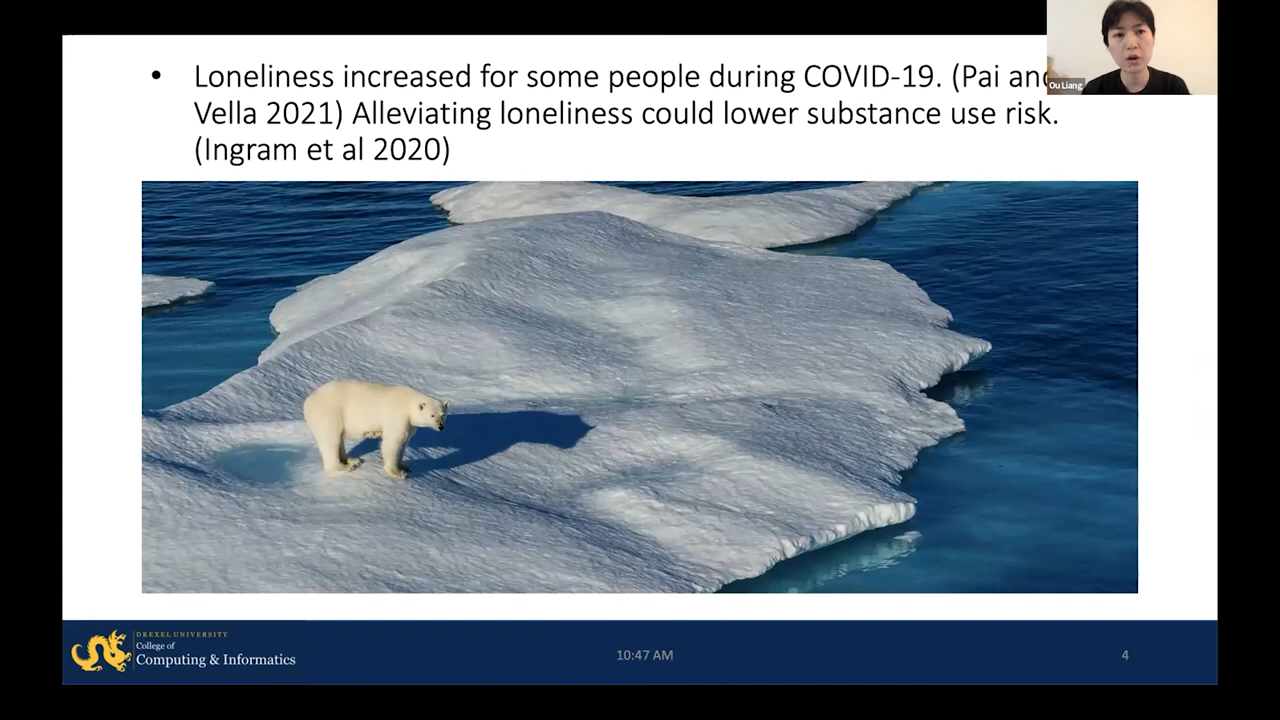 • Loneliness increased for some people during COVID-19. (Pai and
Vella 2021) Alleviating loneliness could lower substance use risk.
(Ingram et al 2020)
Ou Liang
DREXEL UNIVERSITY
College of
Computing & Informatics
10:47 AM
4